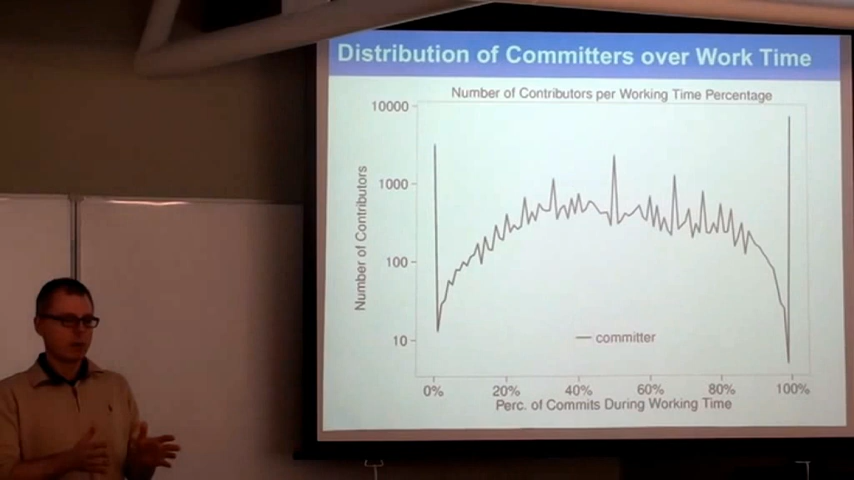 Distribution of Committers over Work Time
Number of Contributors per Working Time Percentage
10000
1000
100
10
Number of Contributors
committer
0% 20% 40% 60% 80% 100%
Perc. of Commits During Working Time